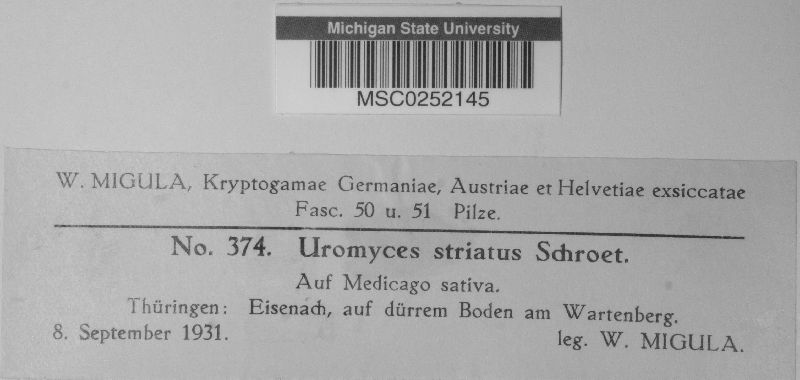 Michigan State University
MSC0252145
W. MIGULA, Kryptogamae Germaniae, Austriae et Helvetiae exsiccatae
Fasc. 50 u. 51 Pilze.
No. 374. Uromyces striatus Schroet.
Auf Medicago sativa.
Thüringen: Eisenach, auf dürrem Boden am Wartenberg.
8. September 1931. leg. W. MIGULA.